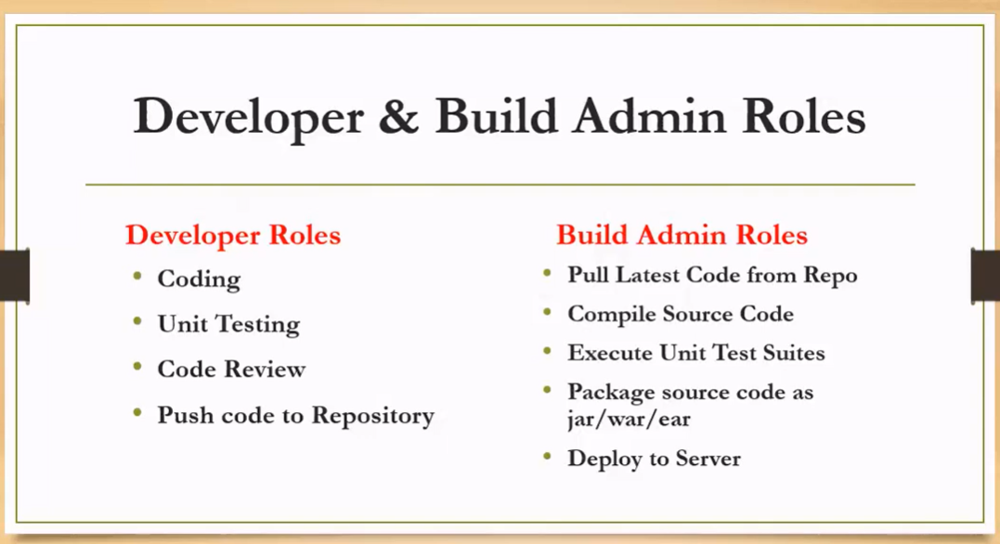 Developer & Build Admin Roles
Developer Roles
Coding
Unit Testing
Code Review
Push code to Repository
Build Admin Roles
Pull Latest Code from Repo
Compile Source Code
Execute Unit Test Suites
Package source code as
jar/war/ear
Deploy to Server